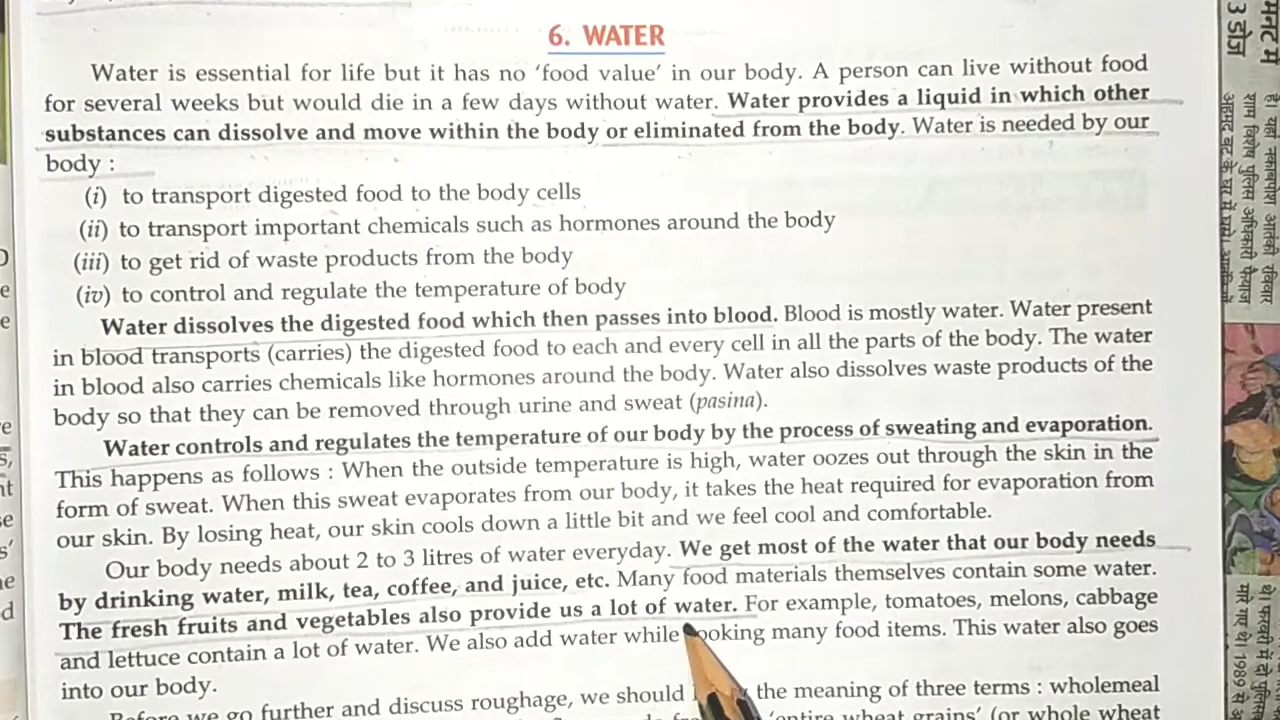 6. WATER
Water is essential for life but it has no ‘food value’ in our body. A person can live without food
for several weeks but would die in a few days without water. Water provides a liquid in which other
substances can dissolve and move within the body or eliminated from the body. Water is needed by our
body :
(i) to transport digested food to the body cells
(ii) to transport important chemicals such as hormones around the body
(iii) to get rid of waste products from the body
(iv) to control and regulate the temperature of body
Water dissolves the digested food which then passes into blood. Blood is mostly water. Water present
in blood transports (carries) the digested food to each and every cell in all the parts of the body. The water
in blood also carries chemicals like hormones around the body. Water also dissolves waste products of the
body so that they can be removed through urine and sweat (pasina).
Water controls and regulates the temperature of our body by the process of sweating and evaporation.
This happens as follows : When the outside temperature is high, water oozes out through the skin in the
form of sweat. When this sweat evaporates from our body, it takes the heat required for evaporation from
our skin. By losing heat, our skin cools down a little bit and we feel cool and comfortable.
Our body needs about 2 to 3 litres of water everyday. We get most of the water that our body needs
by drinking water, milk, tea, coffee, and juice, etc. Many food materials themselves contain some water.
The fresh fruits and vegetables also provide us a lot of water. For example, tomatoes, melons, cabbage
and lettuce contain a lot of water. We also add water while cooking many food items. This water also goes
into our body.
Before we go further and discuss roughage, we should the meaning of three terms : wholemeal
‘entire wheat grains’ (or whole wheat
3 डोज
है। यहां नकाबपोश आतंकी रविवार
शाम विशेष पुलिस अधिकारी फैयाज